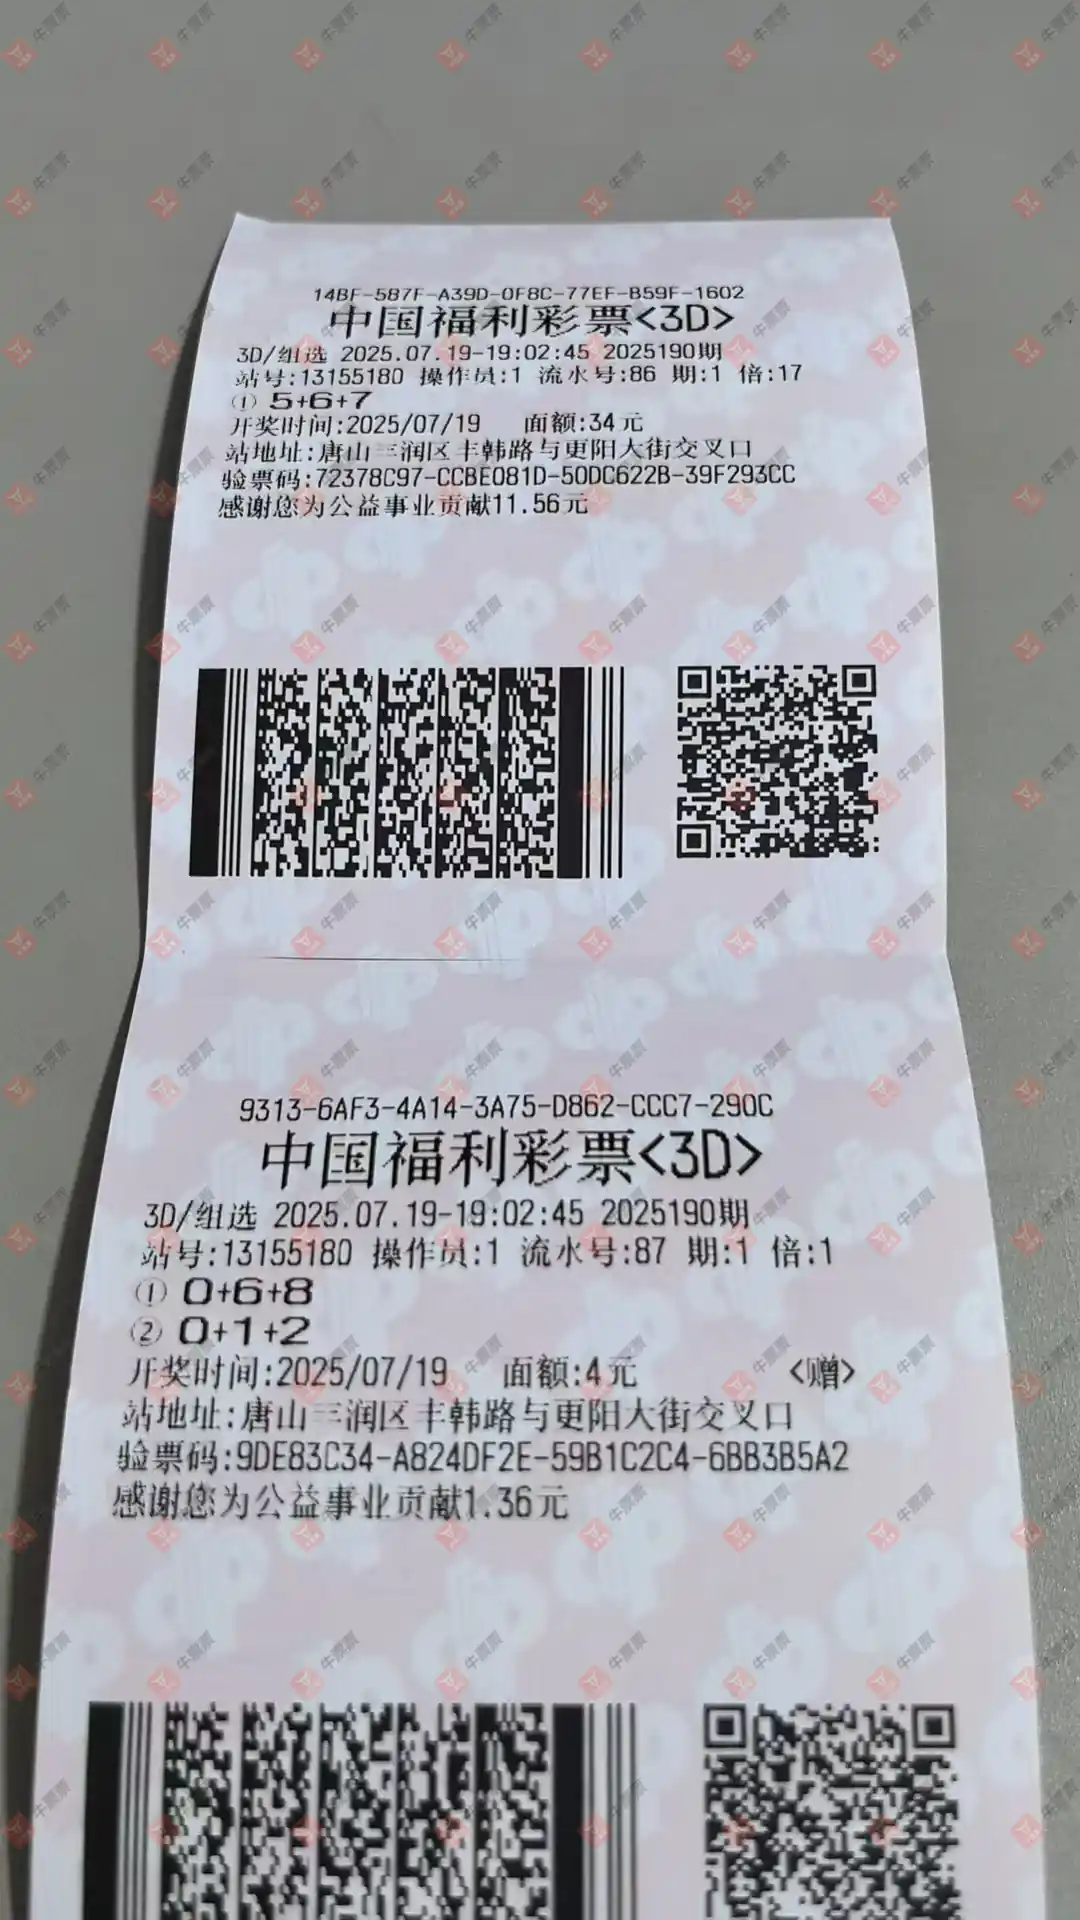 14BF-587F-A39D-0F8C-77EF-B59F-1602
中国福利彩票<3D>
3D/组选 2025.07.19-19:02:45 2025190期
站号:13155180 操作员:1 流水号:86 期:1 倍:17
① 5+6+7
开奖时间:2025/07/19 面额:34元
站地址:唐山三润区丰韩路与更阳大街交叉口
验票码:72378C97-CCBE081D-50DC622B-39F293CC
感谢您为公益事业贡献11.56元
9313-6AF3-4A14-3A75-D862-CCC7-290C
中国福利彩票<3D>
3D/组选 2025.07.19-19:02:45 2025190期
站号:13155180 操作员:1 流水号:87 期:1 倍:1
① 0+6+8
② 0+1+2
开奖时间:2025/07/19 面额:4元 <赠>
站地址:唐山三润区丰韩路与更阳大街交叉口
验票码:9DE83C34-A824DF2E-59B1C2C4-6BB3B5A2
感谢您为公益事业贡献1.36元
牛票票